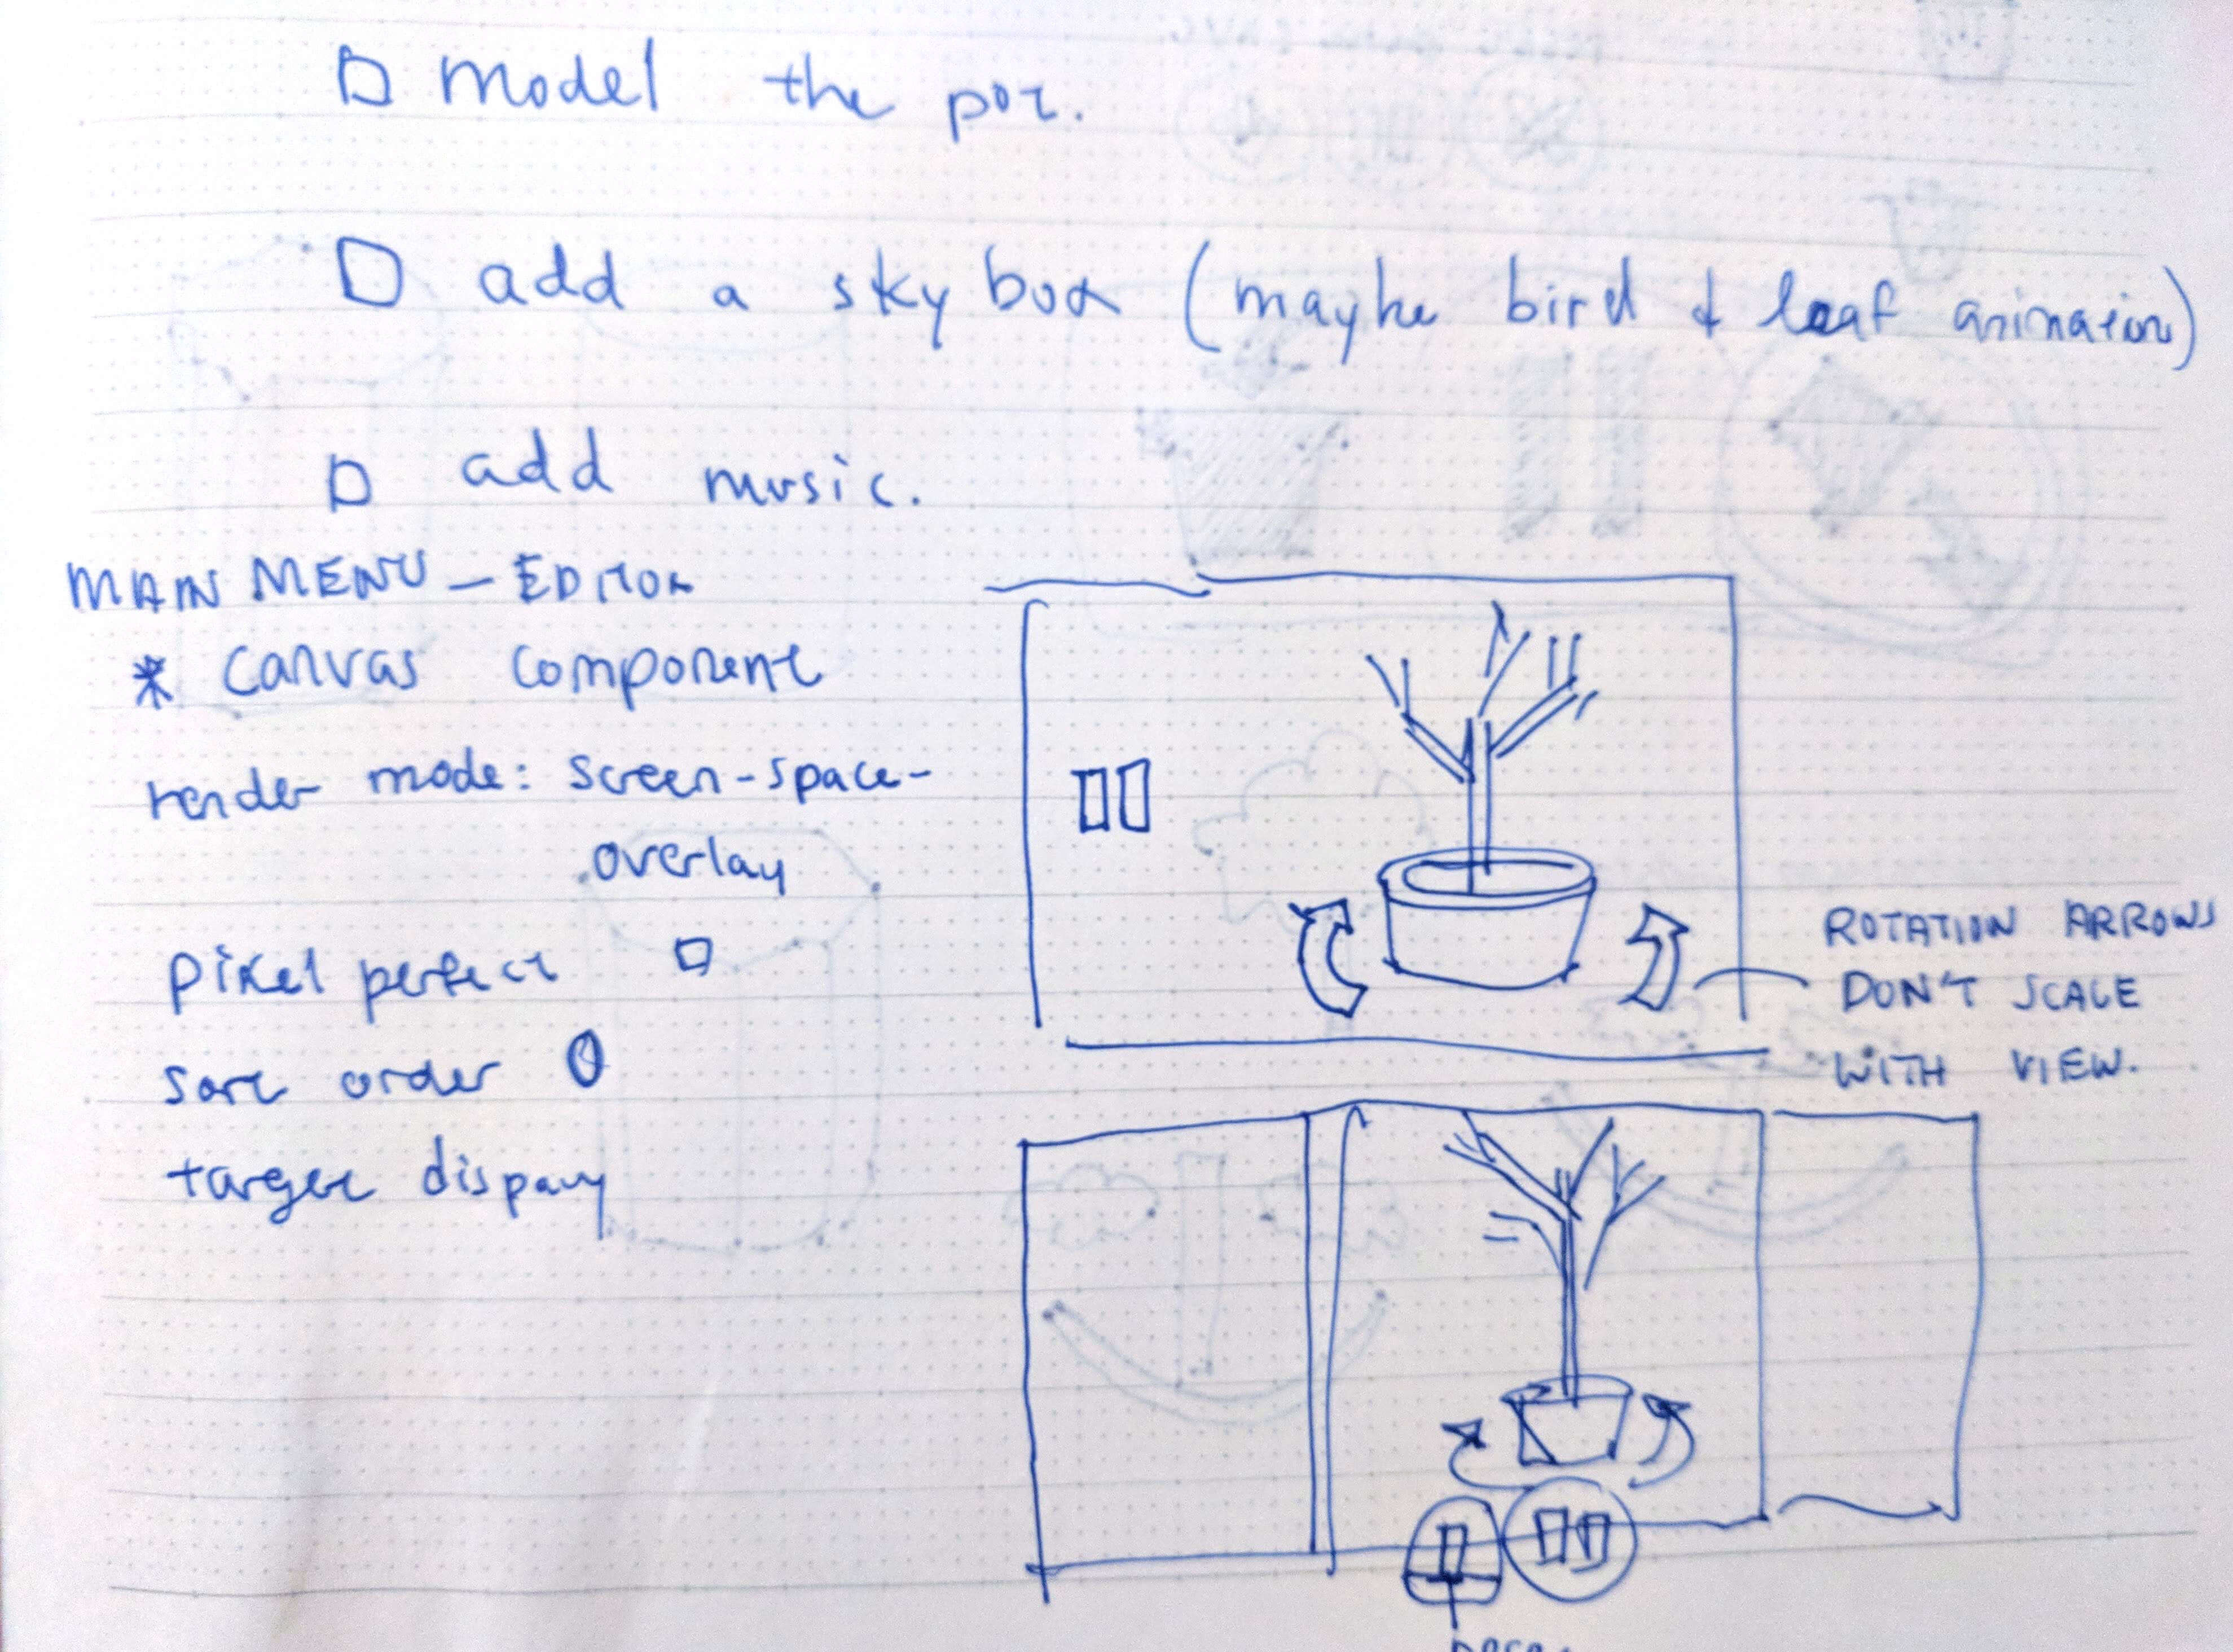 model the pot.
add a sky box (maybe bird & leaf animation)
add music.
MAIN MENU - EDITOR
* Canvas component
render mode: screen-space-
overlay
pixel perfect
sort order 0
target dispay
ROTATION ARROWS
DON'T SCALE
WITH VIEW.